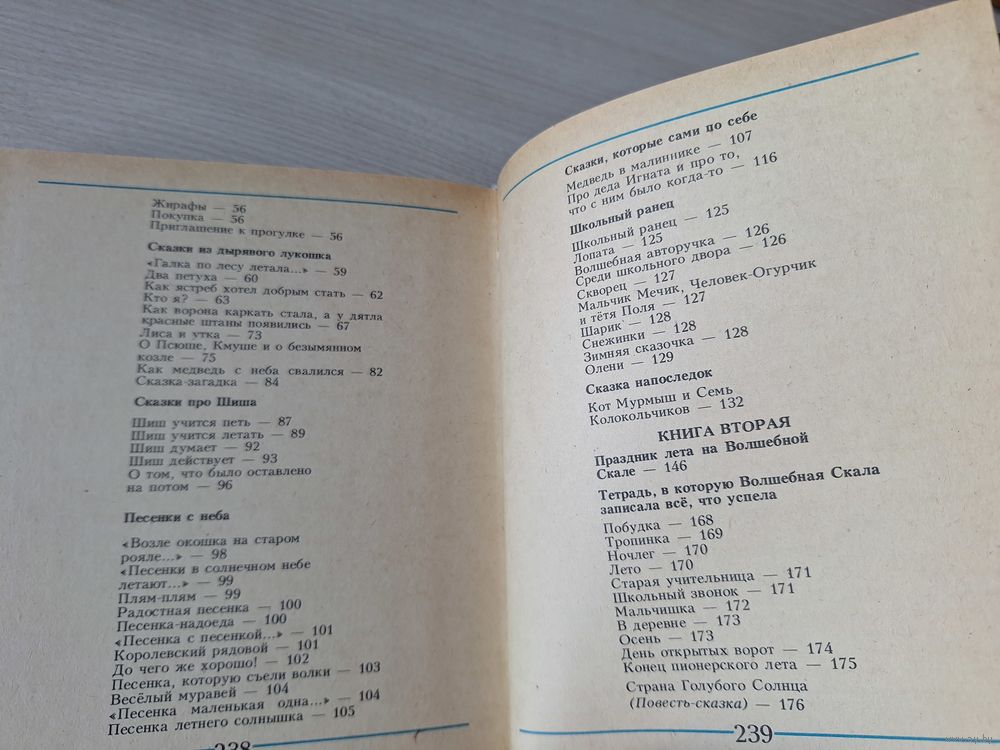 Жирафы — 56
Покупка — 56
Приглашение к прогулке — 56
Сказки из дырявого лукошка
«Галка по лесу летала...» — 59
Два петуха — 60
Как ястреб хотел добрым стать — 62
Кто я? — 63
Как ворона каркать стала, а у дятла
красные штаны появились — 67
Лиса и утка — 73
О Псюше, Кмуше и о безымянном
козле — 75
Как медведь с неба свалился — 82
Сказка-загадка — 84
Сказки про Шиша
Шиш учится петь — 87
Шиш учится летать — 89
Шиш думает — 92
Шиш действует — 93
О том, что было оставлено
на потом — 96
Песенки с неба
«Возле окошка на старом
рояле...» — 98
«Песенки в солнечном небе
летают...» — 99
Плям-плям — 99
Радостная песенка — 100
Песенка-надоеда — 100
«Песенка с песенкой...» — 101
Королевский рядовой — 101
До чего же хорошо! — 102
Песенка, которую съели волки — 103
Весёлый муравей — 104
«Песенка маленькая одна...» — 104
Песенка летнего солнышка — 105
238
Сказки, которые сами по себе
Медведь в малиннике — 107
Про деда Игната и про то,
что с ним было когда-то — 116
Школьный ранец
Школьный ранец — 125
Лопата — 125
Волшебная авторучка — 126
Среди школьного двора — 126
Скворец — 127
Мальчик Мечик, Человек-Огурчик
и тётя Поля — 127
Шарик — 128
Снежинки — 128
Зимняя сказочка — 128
Олени — 129
Сказка напоследок
Кот Мурмыш и Семь
Колокольчиков — 132
КНИГА ВТОРАЯ
Праздник лета на Волшебной
Скале — 146
Тетрадь, в которую Волшебная Скала
записала всё, что успела
Побудка — 168
Тропинка — 169
Ночлег — 170
Лето — 170
Старая учительница — 171
Школьный звонок — 171
Мальчишка — 172
В деревне — 173
Осень — 173
День открытых ворот — 174
Конец пионерского лета — 175
Страна Голубого Солнца
(Повесть-сказка) — 176
239